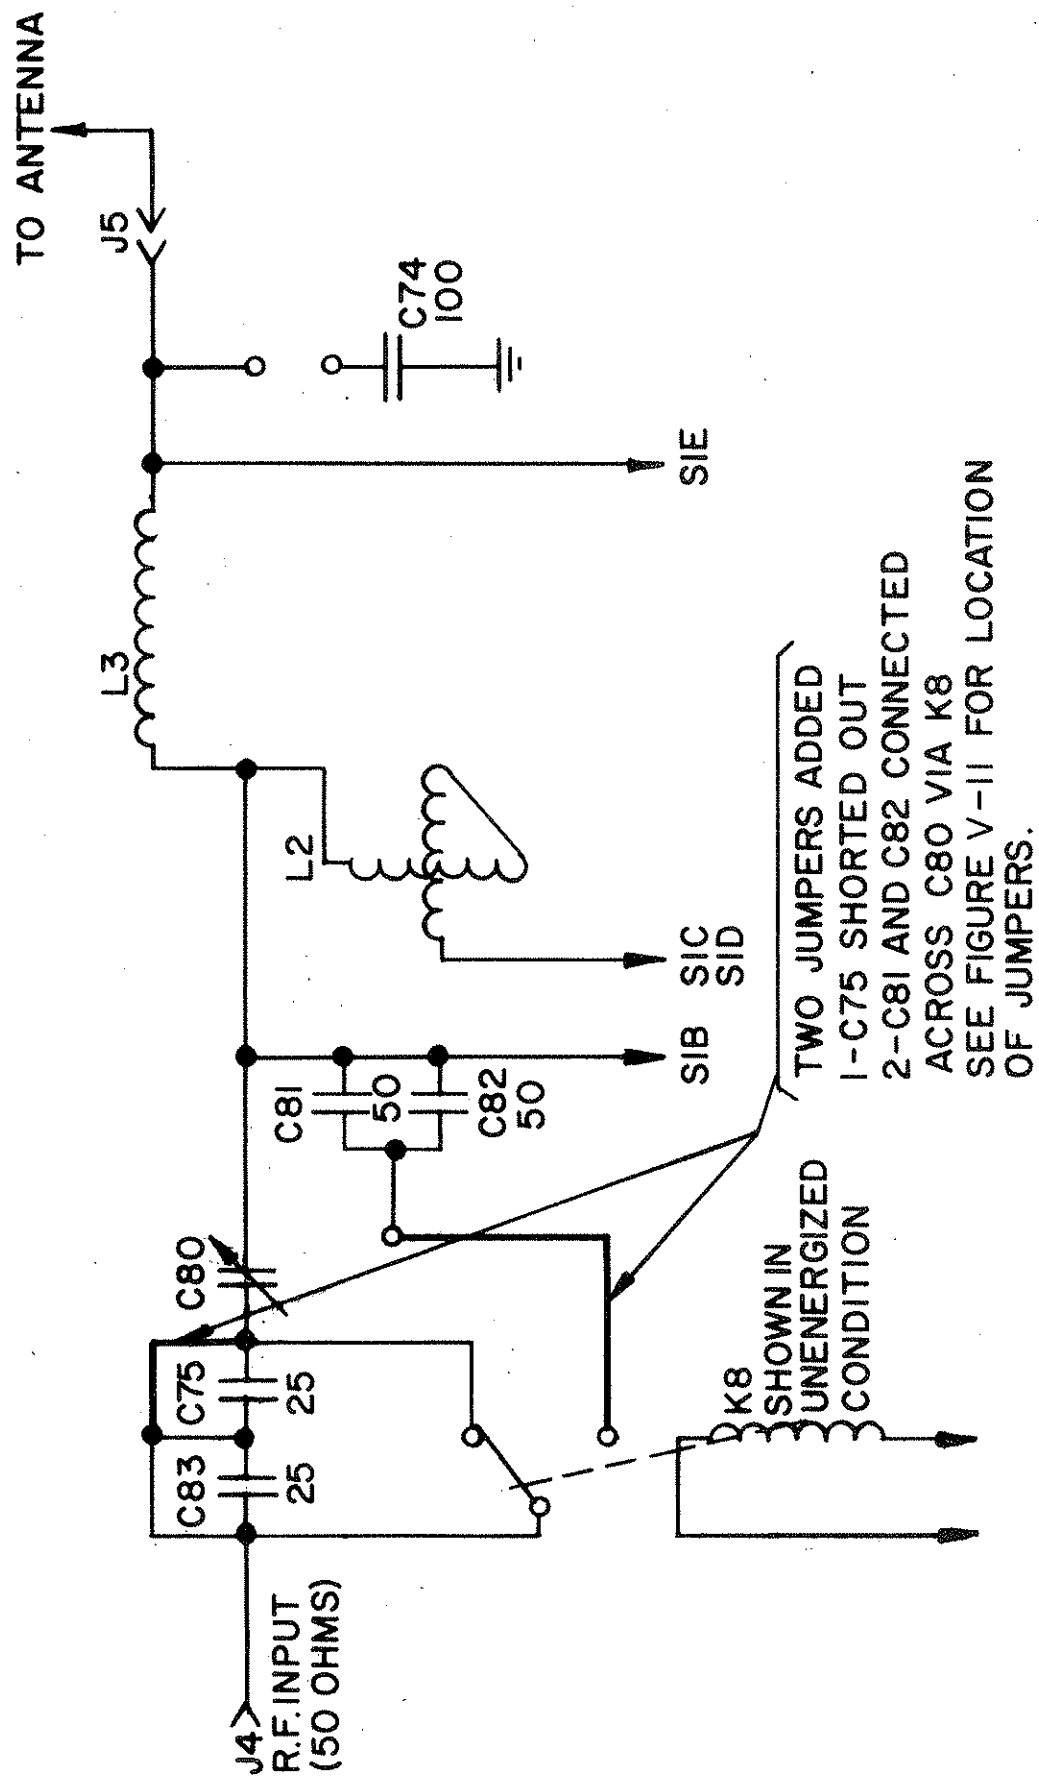 TO ANTENNA
J5
C74
100
SIE
L3
L2
SIC
SID
SIB
C81
50
C82
50
C80
C75
25
C83
25
K8
SHOWN IN
UNENERGIZED
CONDITION
J4
R.F. INPUT
(50 OHMS)
TWO JUMPERS ADDED
1-C75 SHORTED OUT
2-C81 AND C82 CONNECTED
ACROSS C80 VIA K8
SEE FIGURE V-11 FOR LOCATION
OF JUMPERS.